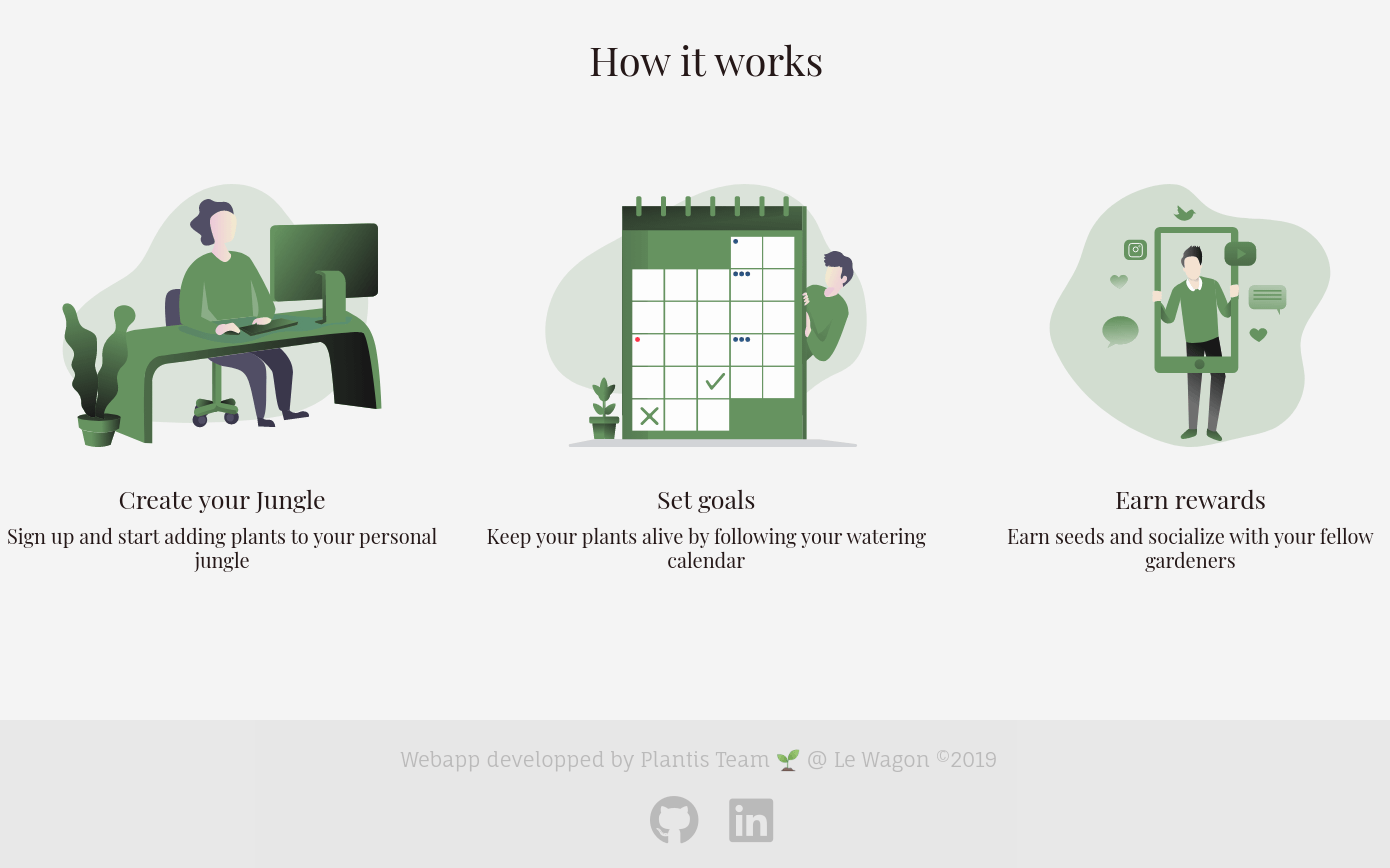 How it works
Create your Jungle
Sign up and start adding plants to your personal
jungle
Set goals
Keep your plants alive by following your watering
calendar
Earn rewards
Earn seeds and socialize with your fellow
gardeners
Webapp developped by Plantis Team 🌱 @ Le Wagon ©2019